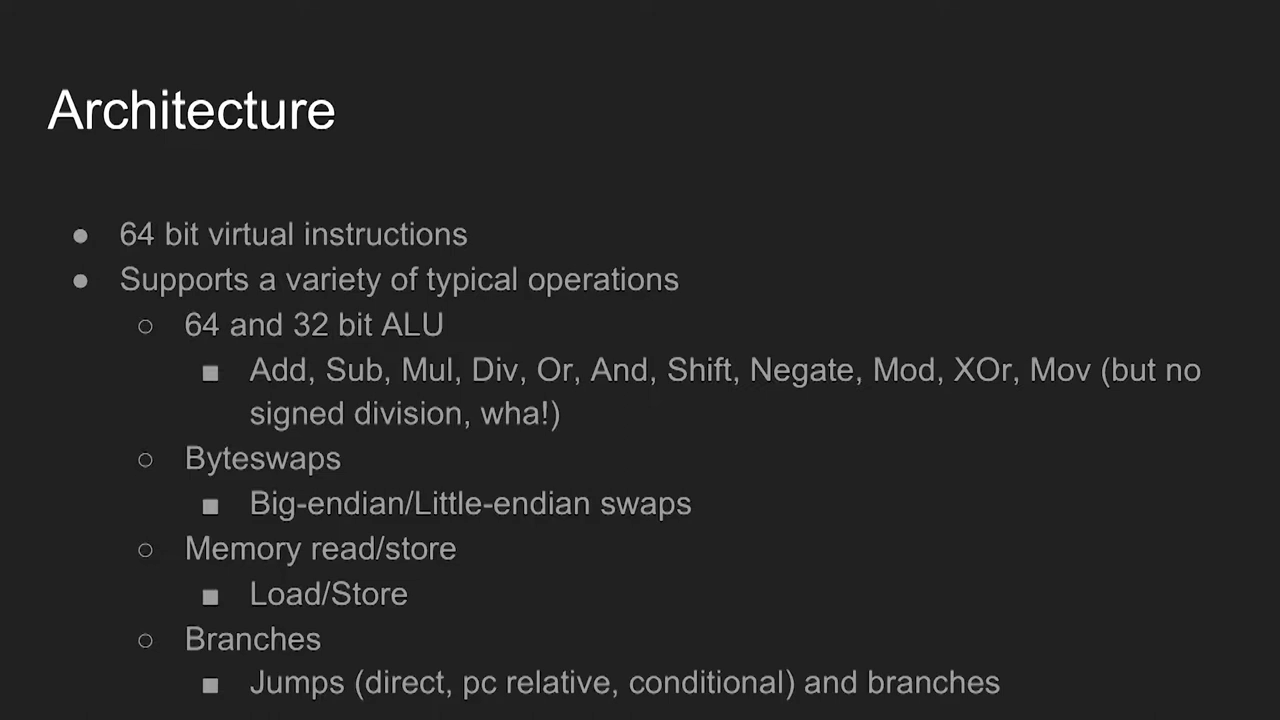 Architecture
● 64 bit virtual instructions
● Supports a variety of typical operations
○ 64 and 32 bit ALU
■ Add, Sub, Mul, Div, Or, And, Shift, Negate, Mod, XOr, Mov (but no
signed division, wha!)
○ Byteswaps
■ Big-endian/Little-endian swaps
○ Memory read/store
■ Load/Store
○ Branches
■ Jumps (direct, pc relative, conditional) and branches